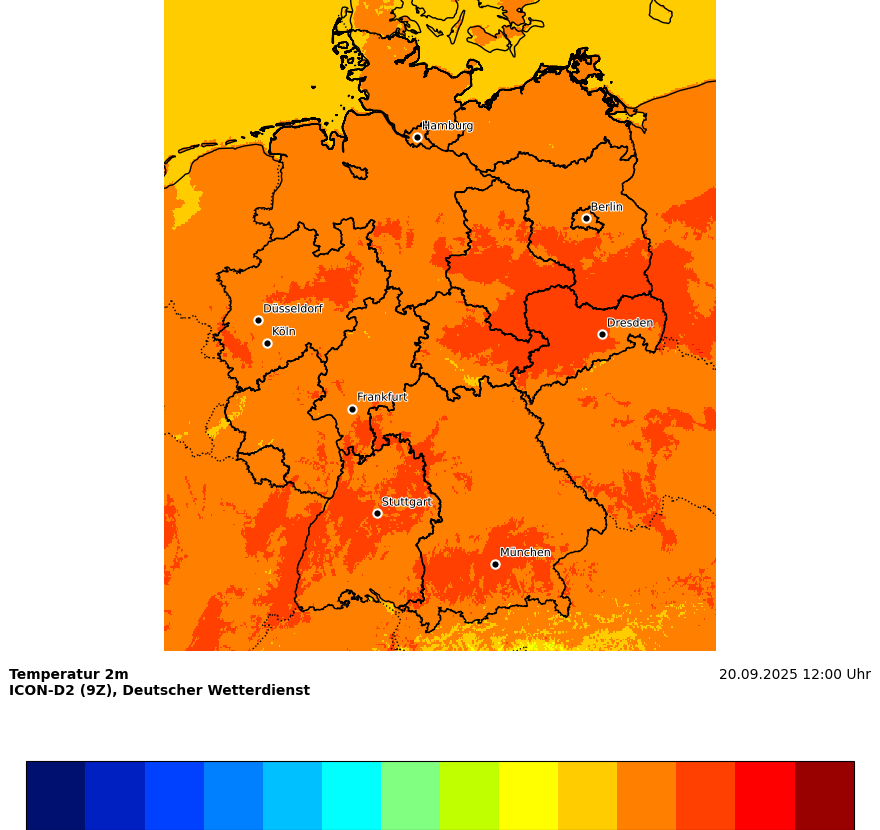 Hamburg
Berlin
Düsseldorf
Köln
Dresden
Frankfurt
Stuttgart
München
Temperatur 2m
20.09.2025 12:00 Uhr
ICON-D2 (9Z), Deutscher Wetterdienst